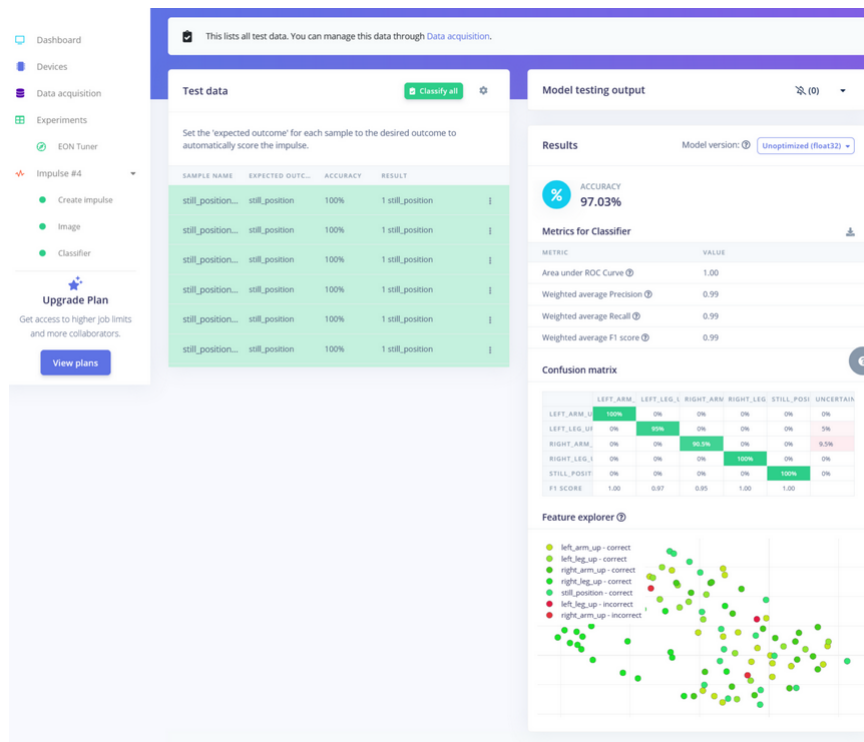 Dashboard
Devices
Data acquisition
Experiments
EON Tuner
Impulse #4
Create impulse
Image
Classifier
Upgrade Plan
Get access to higher job limits
and more collaborators.
View plans
This lists all test data. You can manage this data through Data acquisition.
Test data
Classify all
Set the 'expected outcome' for each sample to the desired outcome to
automatically score the impulse.
SAMPLE NAME EXPECTED OUTC... ACCURACY RESULT
still_position... still_position 100% 1 still_position
still_position... still_position 100% 1 still_position
still_position... still_position 100% 1 still_position
still_position... still_position 100% 1 still_position
still_position... still_position 100% 1 still_position
still_position... still_position 100% 1 still_position
Model testing output
(0)
Results
Model version: Unoptimized (float32)
ACCURACY
97.03%
Metrics for Classifier
METRIC VALUE
Area under ROC Curve 1.00
Weighted average Precision 0.99
Weighted average Recall 0.99
Weighted average F1 score 0.99
Confusion matrix
LEFT_ARM_ LEFT_LEG_U RIGHT_ARM RIGHT_LEG STILL_POSI UNCERTAIN
LEFT_ARM_U 100% 0% 0% 0% 0% 0%
LEFT_LEG_UP 0% 95% 0% 0% 0% 5%
RIGHT_ARM_ 0% 0% 90.5% 0% 0% 9.5%
RIGHT_LEG_U 0% 0% 0% 100% 0% 0%
STILL_POSIT 0% 0% 0% 0% 100% 0%
F1 SCORE 1.00 0.97 0.95 1.00 1.00
Feature explorer
left_arm_up - correct
left_leg_up - correct
right_arm_up - correct
right_leg_up - correct
still_position - correct
left_leg_up - incorrect
right_arm_up - incorrect